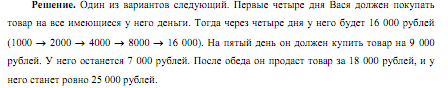 Решение. Один из вариантов следующий. Первые четыре дня Вася должен покупать
товар на все имеющиеся у него деньги. Тогда через четыре дня у него будет 16 000 рублей
(1000 → 2000 → 4000 → 8000 → 16 000). На пятый день он должен купить товар на 9 000
рублей. У него останется 7 000 рублей. После обеда он продаст товар за 18 000 рублей, и у
него станет ровно 25 000 рублей.